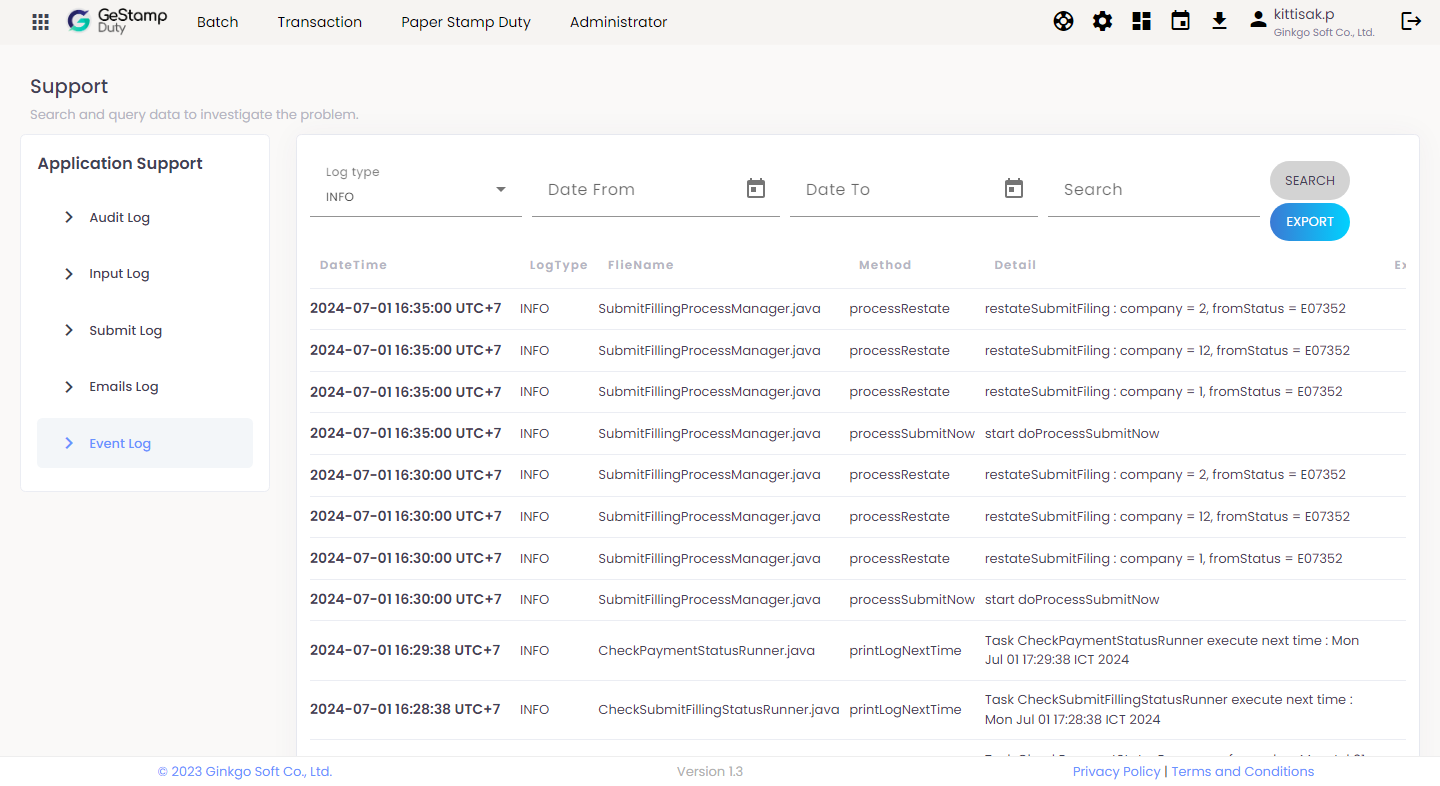 GeStamp
Duty
Batch
Transaction
Paper Stamp Duty
Administrator
kittisak.p
Ginkgo Soft Co., Ltd.
Support
Search and query data to investigate the problem.
Application Support
Audit Log
Input Log
Submit Log
Emails Log
Event Log
Log type
INFO
Date From
Date To
Search
SEARCH
EXPORT
DateTime LogType FlieName Method Detail
2024-07-01 16:35:00 UTC+7 INFO SubmitFillingProcessManager.java processRestate restateSubmitFiling : company = 2, fromStatus = E07352
2024-07-01 16:35:00 UTC+7 INFO SubmitFillingProcessManager.java processRestate restateSubmitFiling : company = 12, fromStatus = E07352
2024-07-01 16:35:00 UTC+7 INFO SubmitFillingProcessManager.java processRestate restateSubmitFiling : company = 1, fromStatus = E07352
2024-07-01 16:35:00 UTC+7 INFO SubmitFillingProcessManager.java processSubmitNow start doProcessSubmitNow
2024-07-01 16:30:00 UTC+7 INFO SubmitFillingProcessManager.java processRestate restateSubmitFiling : company = 2, fromStatus = E07352
2024-07-01 16:30:00 UTC+7 INFO SubmitFillingProcessManager.java processRestate restateSubmitFiling : company = 12, fromStatus = E07352
2024-07-01 16:30:00 UTC+7 INFO SubmitFillingProcessManager.java processRestate restateSubmitFiling : company = 1, fromStatus = E07352
2024-07-01 16:30:00 UTC+7 INFO SubmitFillingProcessManager.java processSubmitNow start doProcessSubmitNow
2024-07-01 16:29:38 UTC+7 INFO CheckPaymentStatusRunner.java printLogNextTime Task CheckPaymentStatusRunner execute next time : Mon
Jul 01 17:29:38 ICT 2024
2024-07-01 16:28:38 UTC+7 INFO CheckSubmitFillingStatusRunner.java printLogNextTime Task CheckSubmitFillingStatusRunner execute next time :
Mon Jul 01 17:28:38 ICT 2024
© 2023 Ginkgo Soft Co., Ltd.
Version 1.3
Privacy Policy | Terms and Conditions